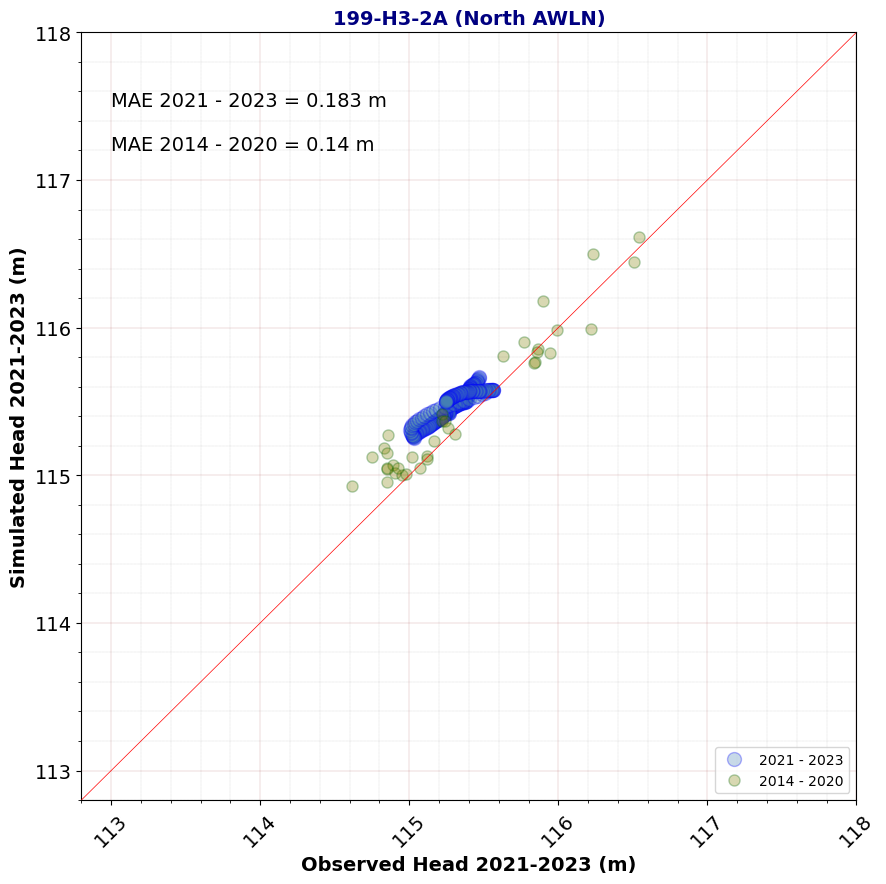 199-H3-2A (North AWLN)
118
117
116
115
114
113
Simulated Head 2021-2023 (m)
MAE 2021 - 2023 = 0.183 m
MAE 2014 - 2020 = 0.14 m
2021 - 2023
2014 - 2020
113
114
115
116
117
118
Observed Head 2021-2023 (m)